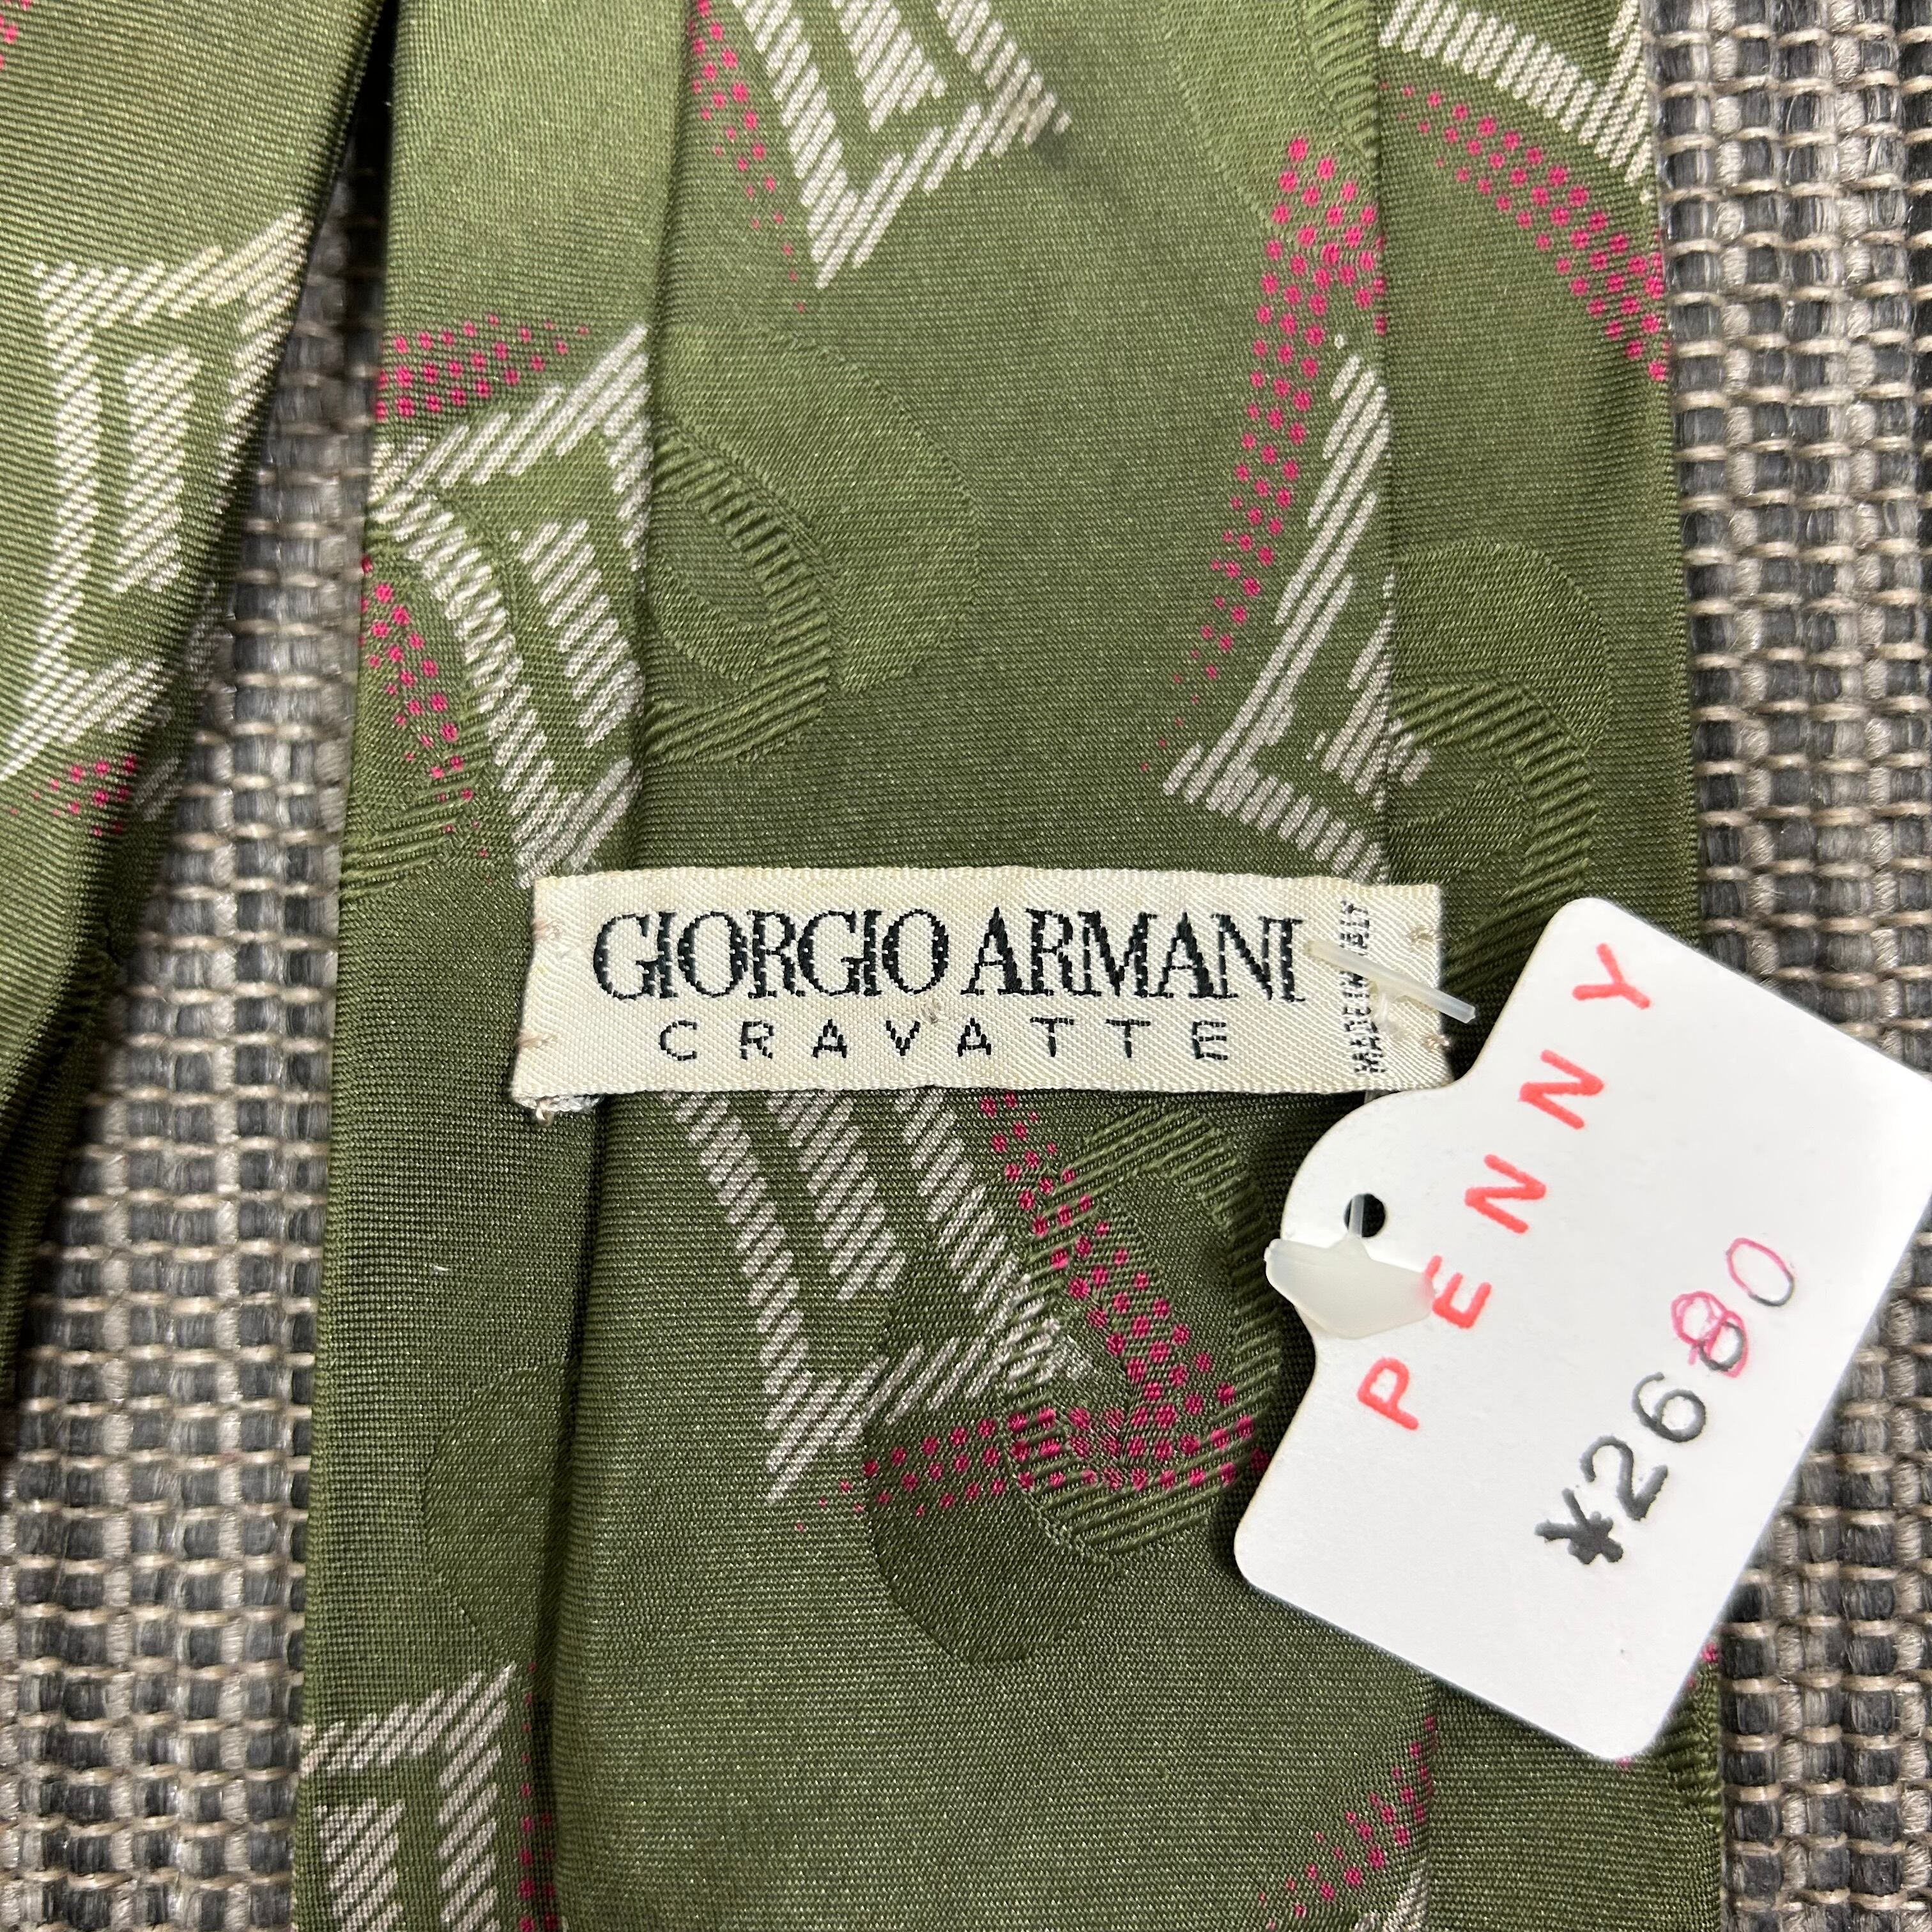 GIORGIO ARMANI
CRAVATTE
MADE IN ITALY
PENNY
¥2680